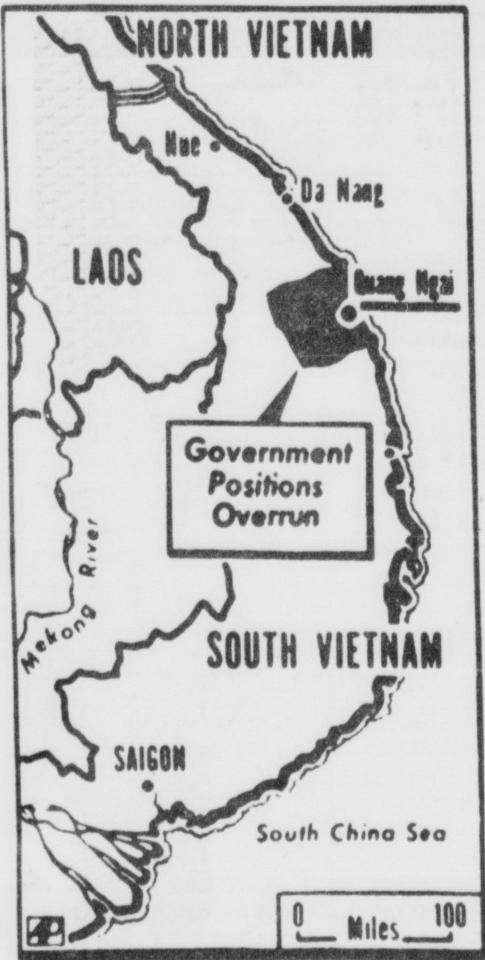 NORTH VIETNAM
Hue
Da Nang
LAOS
Quang Ngai
Government
Positions
Overrun
Mekong River
SOUTH VIETNAM
SAIGON
South China Sea
AP
0 100
Miles